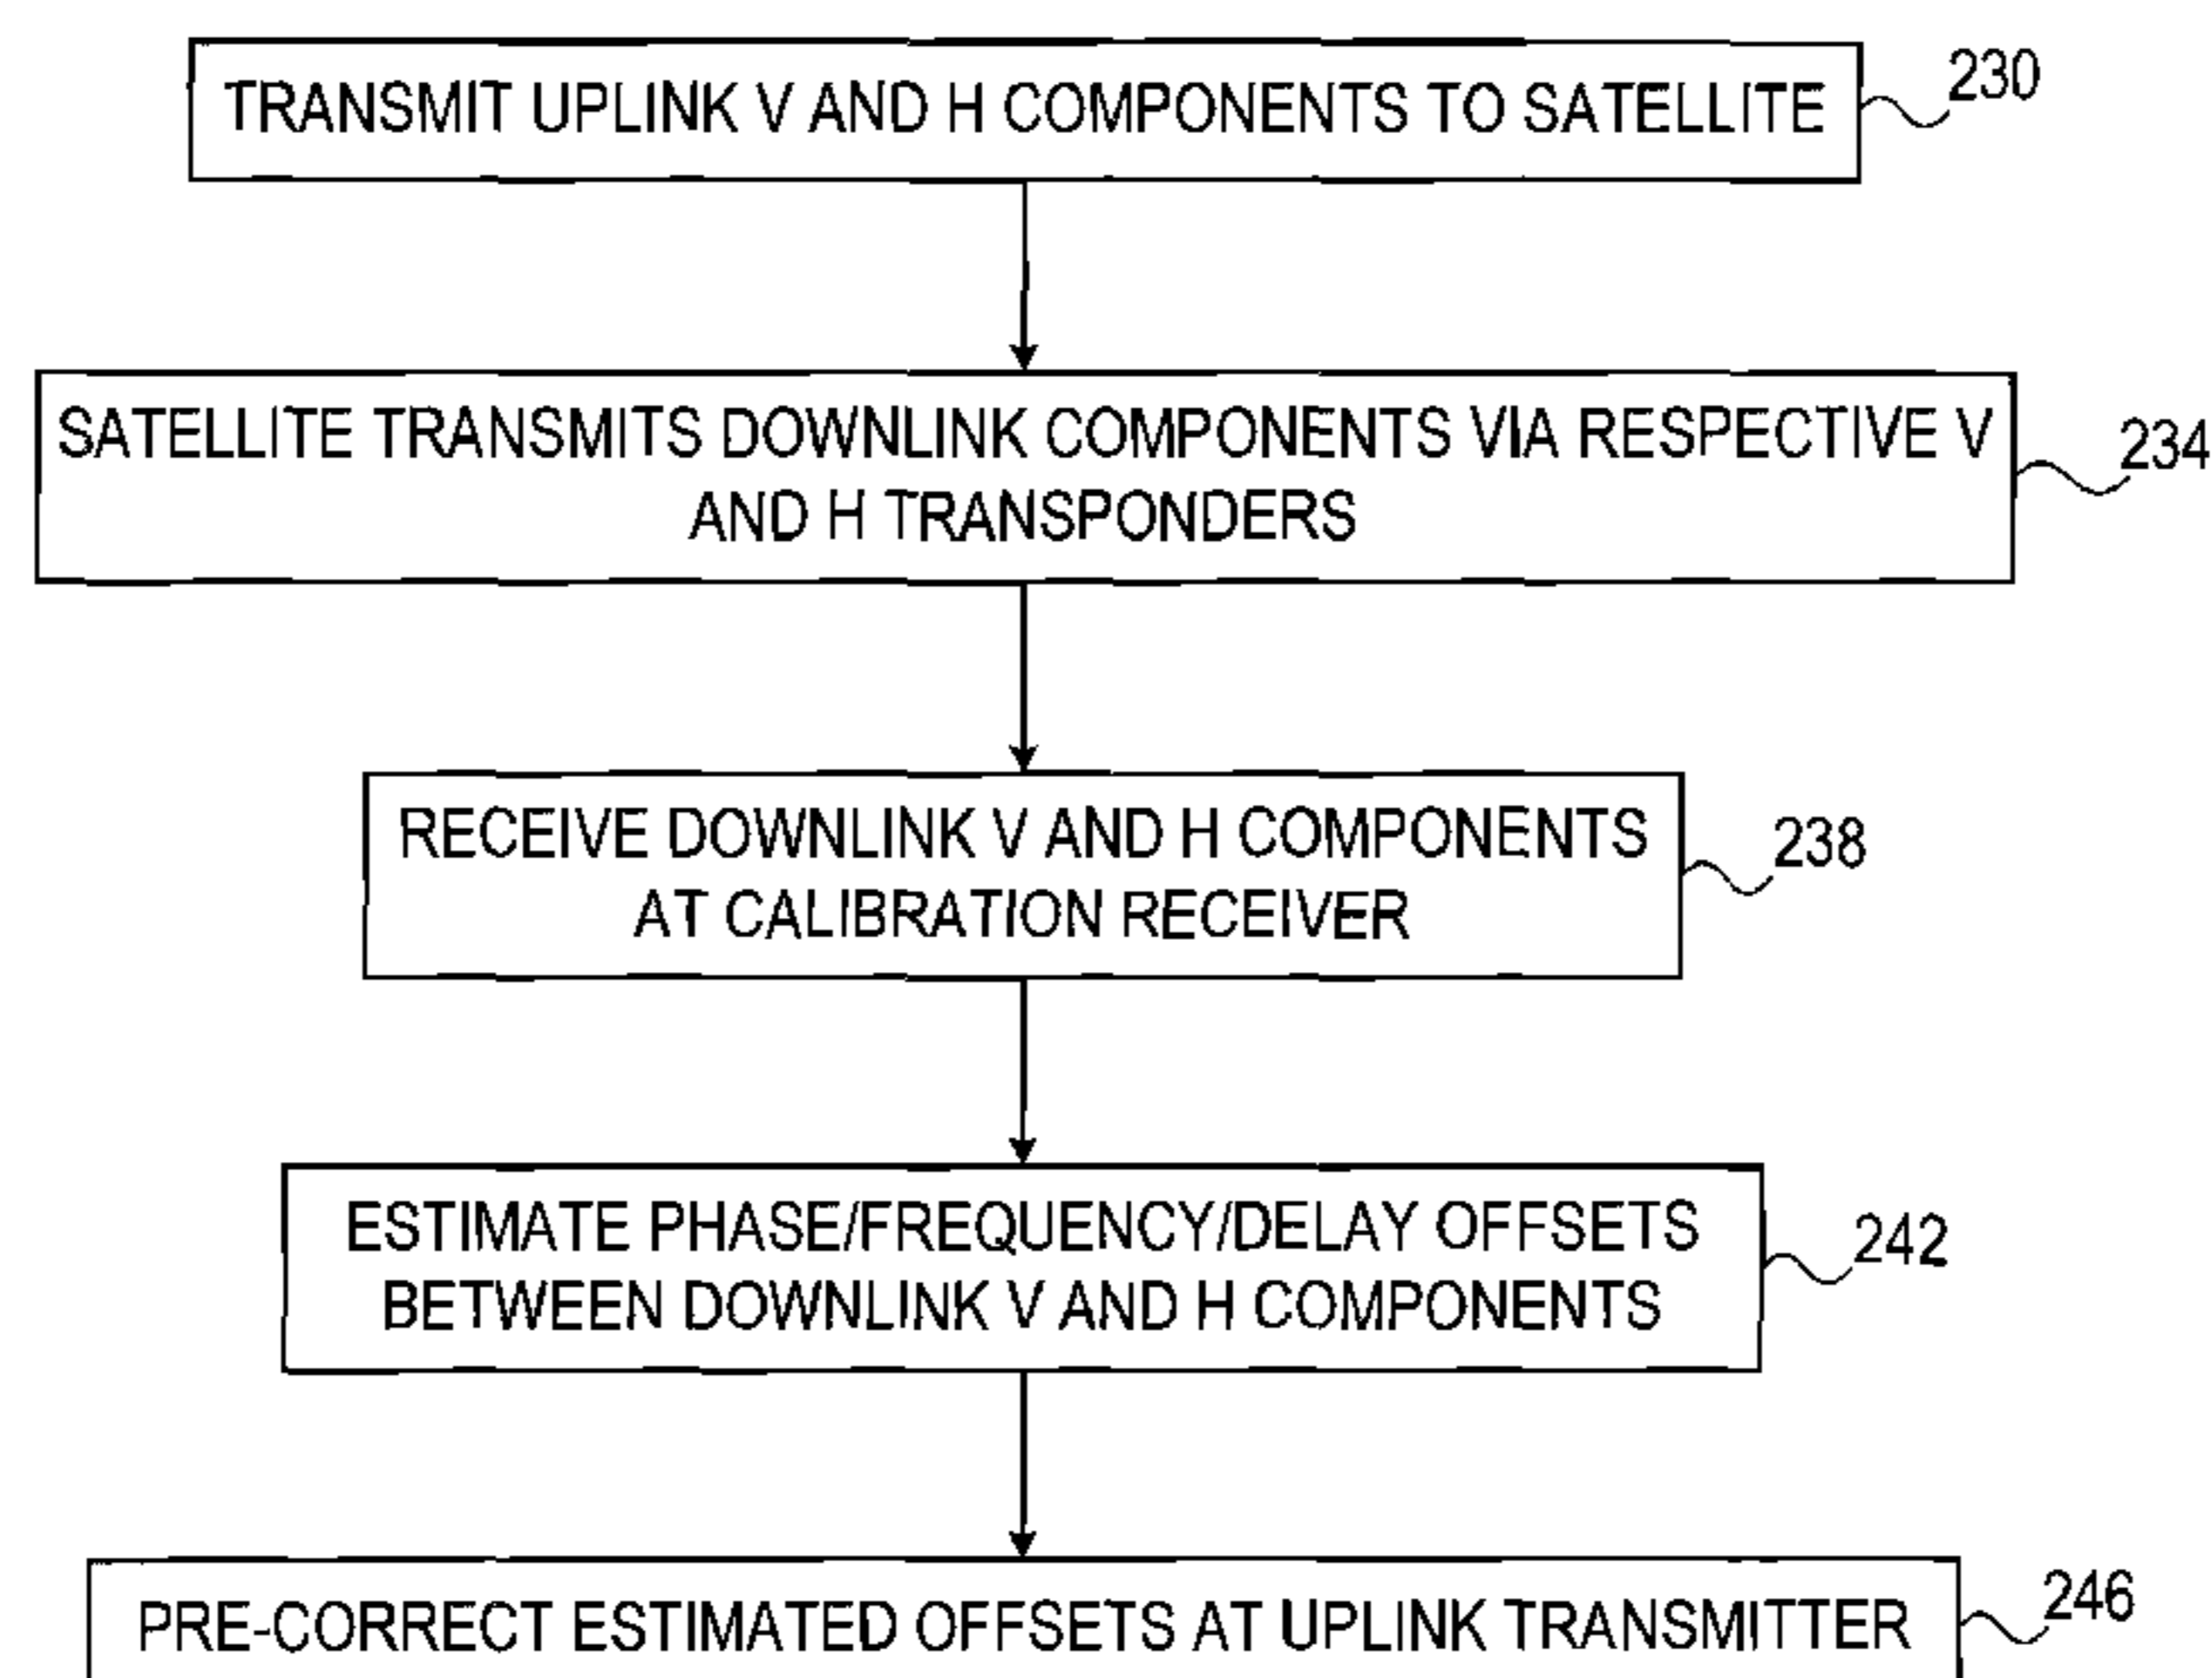 TRANSMIT UPLINK V AND H COMPONENTS TO SATELLITE
230
SATELLITE TRANSMITS DOWNLINK COMPONENTS VIA RESPECTIVE V
AND H TRANSPONDERS
234
RECEIVE DOWNLINK V AND H COMPONENTS
AT CALIBRATION RECEIVER
238
ESTIMATE PHASE/FREQUENCY/DELAY OFFSETS
BETWEEN DOWNLINK V AND H COMPONENTS
242
PRE-CORRECT ESTIMATED OFFSETS AT UPLINK TRANSMITTER
246